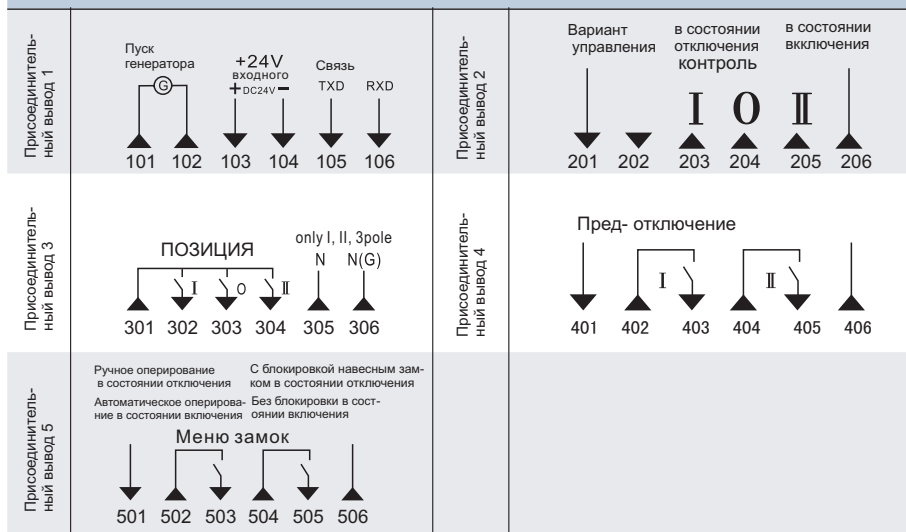 Присоединитель-
ный вывод 1
Пуск
генератора
G
+24V
входного
+ DC24V −
Связь
TXD RXD
101 102 103 104 105 106
Присоединитель-
ный вывод 2
Вариант
управления
в состоянии
отключения
контроль
в состоянии
вкключения
I O II
201 202 203 204 205 206
Присоединитель-
ный вывод 3
ПОЗИЦИЯ
only I, II, 3pole
N N(G)
I O II
301 302 303 304 305 306
Присоединитель-
ный вывод 4
Пред- отключение
I II
401 402 403 404 405 406
Присоединитель-
ный вывод 5
Ручное оперирование
в состоянии отключения
С блокировкой навесным зам-
ком в состоянии отключения
Автоматическое оперирова-
ние в состоянии включения
Без блокировки в сост-
оянии включения
Меню замок
501 502 503 504 505 506